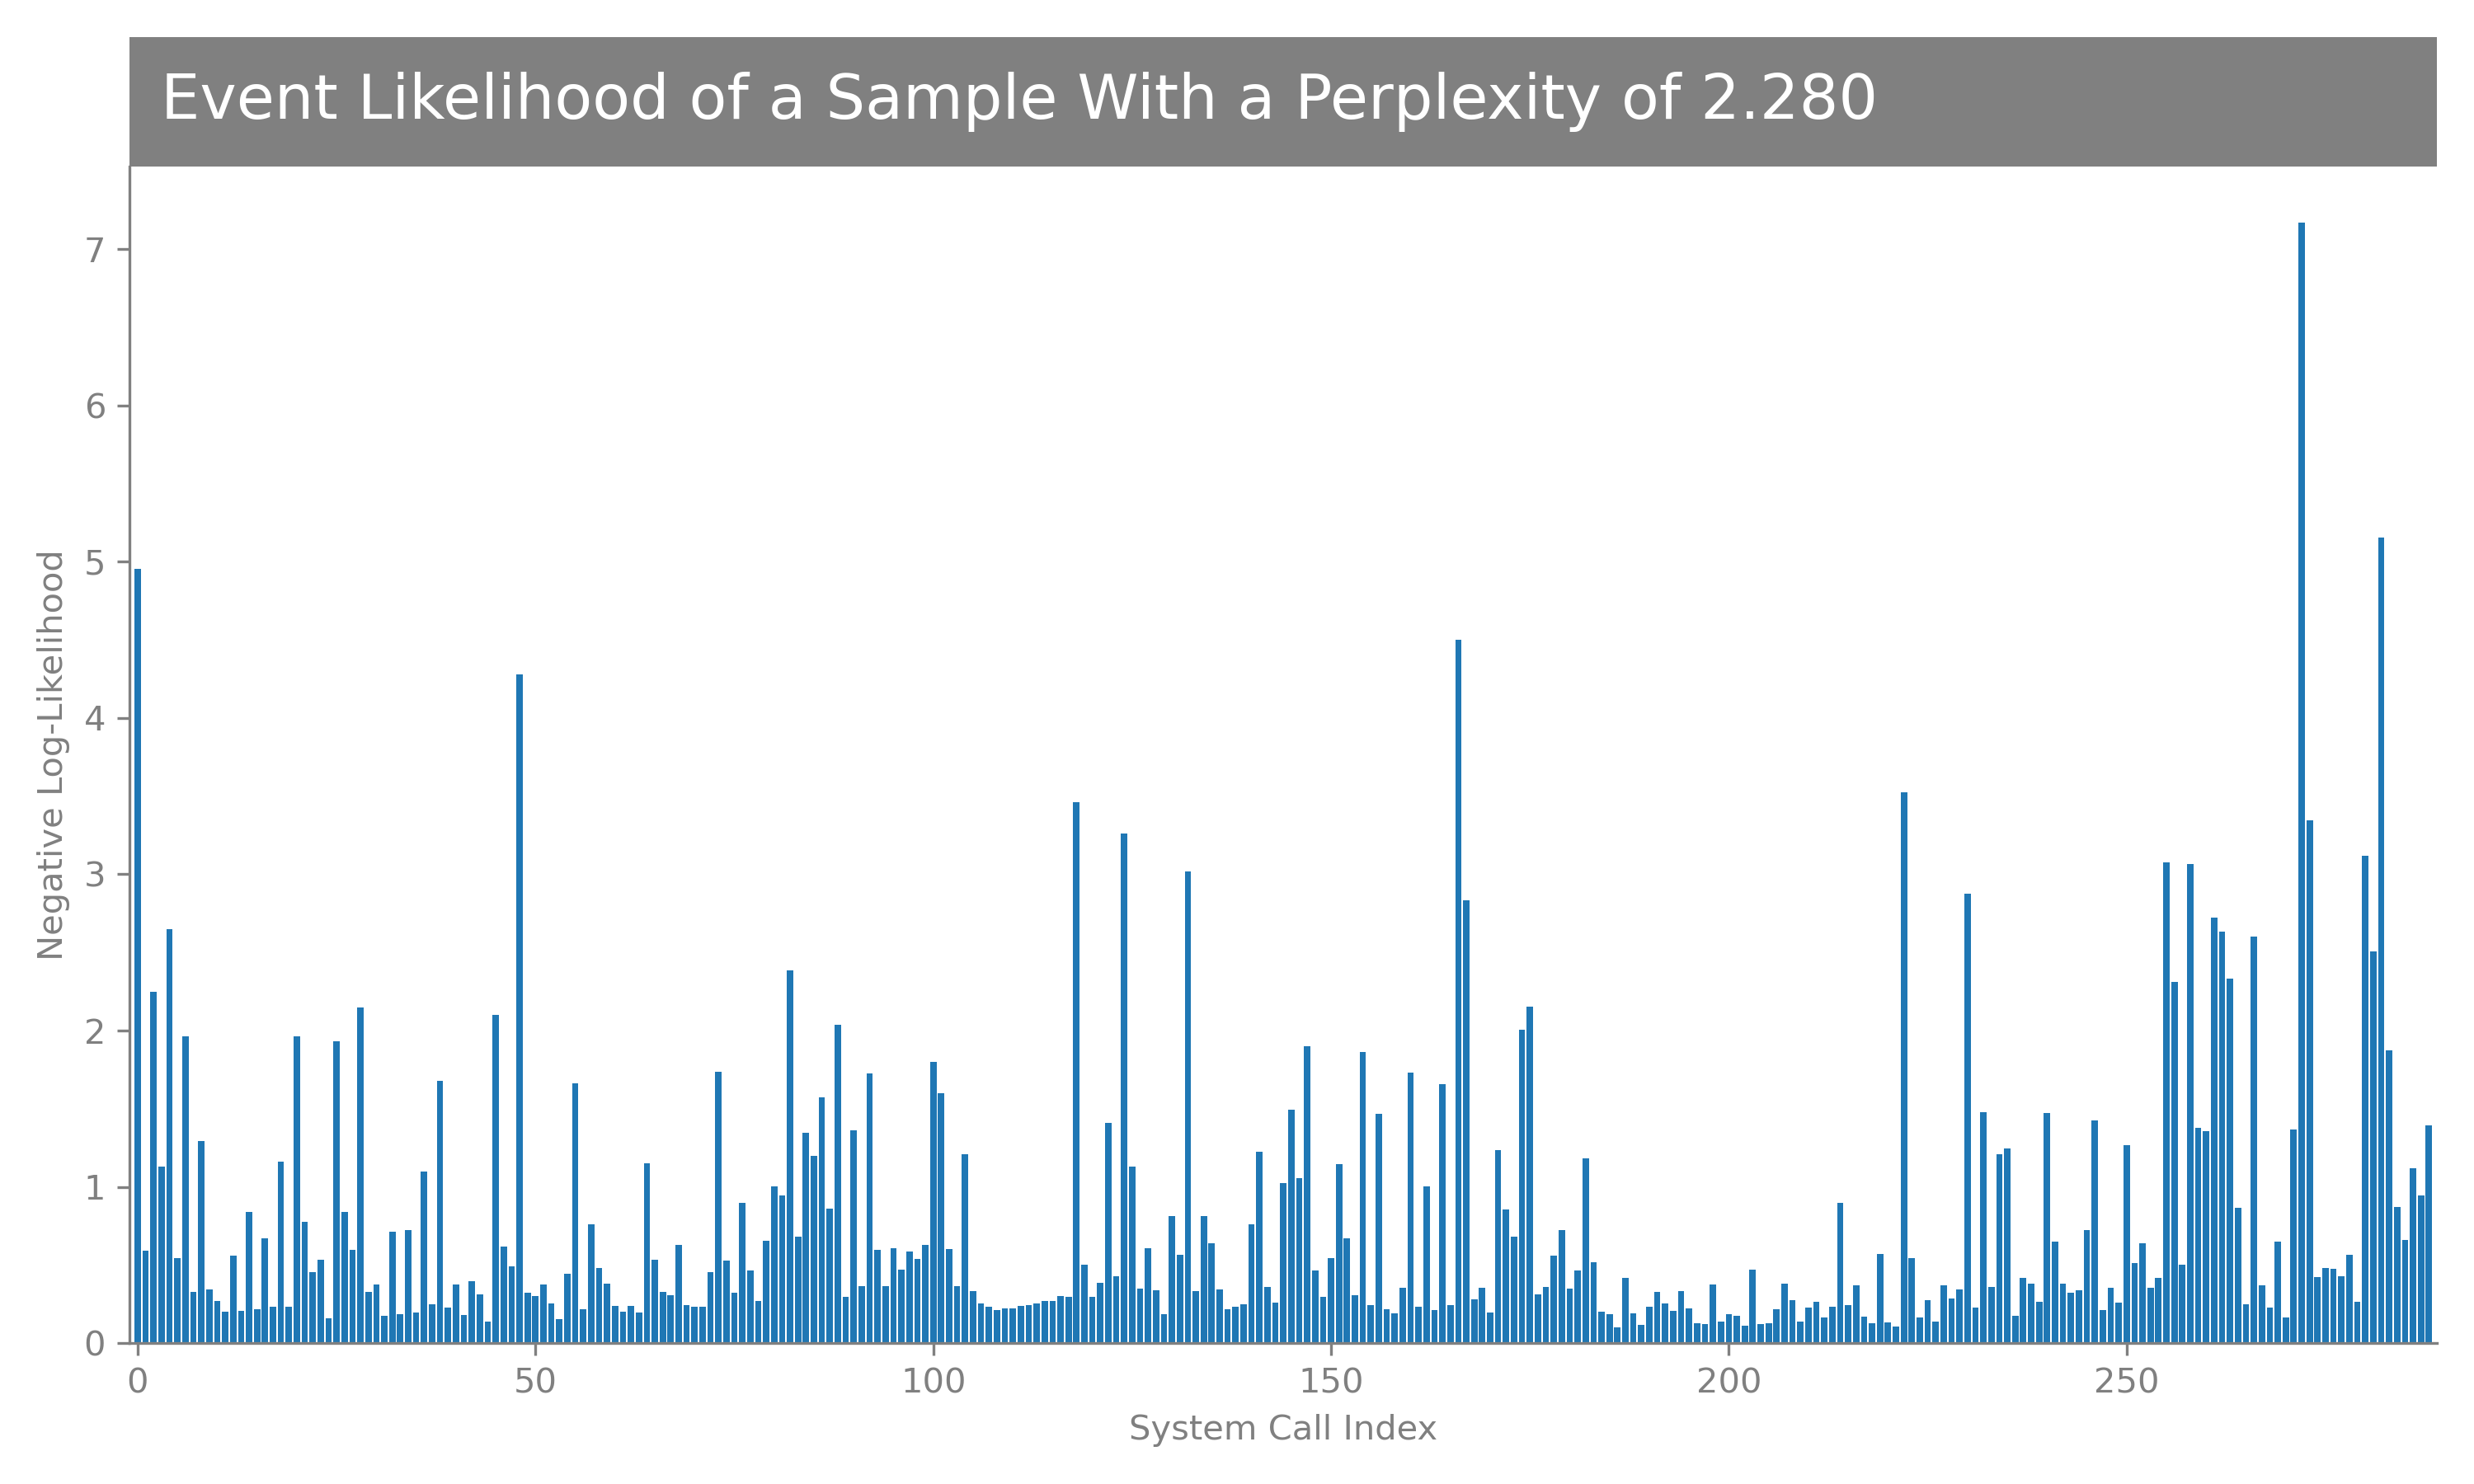 Event Likelihood of a Sample With a Perplexity of 2.280
7
6
5
4
3
2
1
0
Negative Log-Likelihood
0 50 100 150 200 250
System Call Index